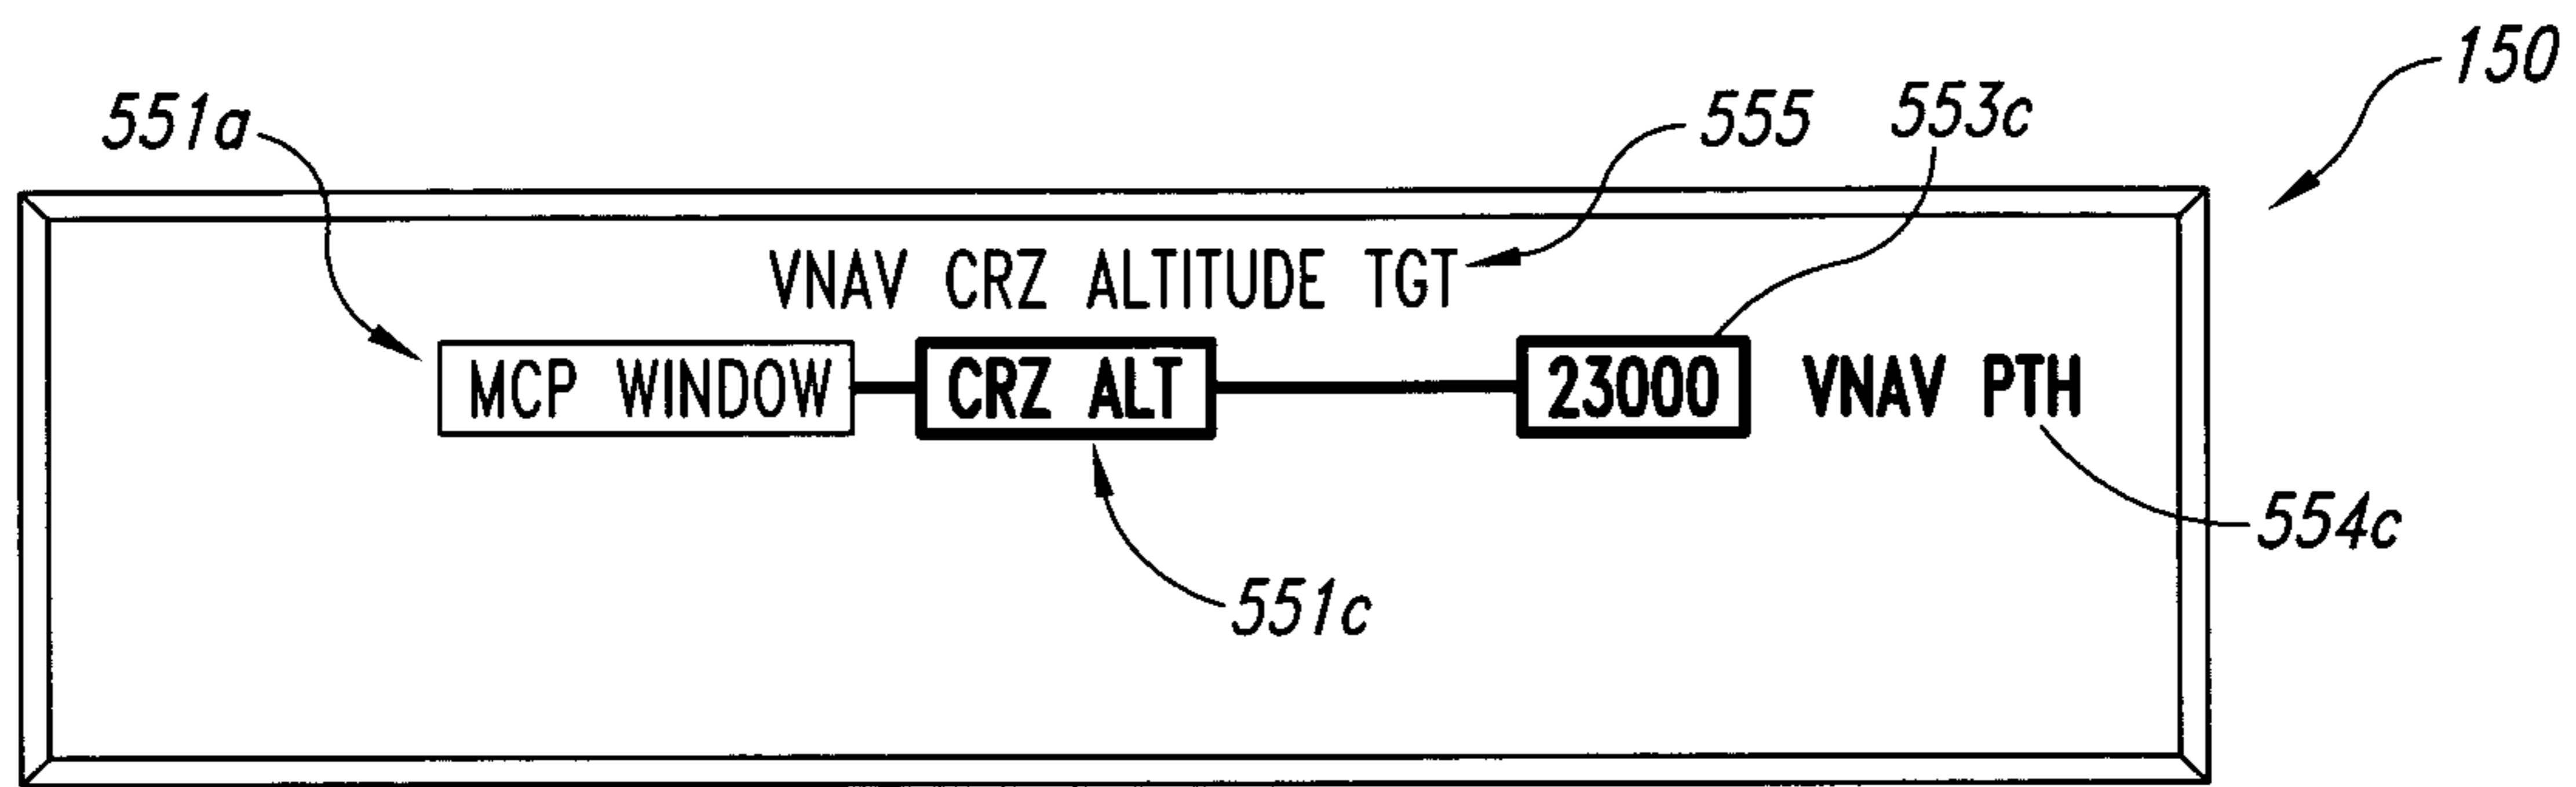 150
551a
555
553c
VNAV CRZ ALTITUDE TGT
MCP WINDOW CRZ ALT 23000 VNAV PTH
554c
551c